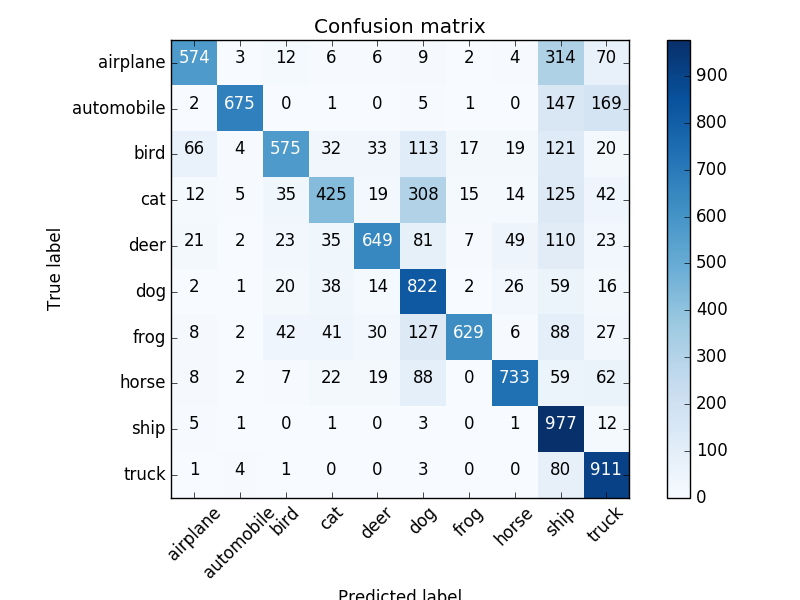 Confusion matrix
airplane 574 3 12 6 6 9 2 4 314 70
automobile 2 675 0 1 0 5 1 0 147 169
bird 66 4 575 32 33 113 17 19 121 20
cat 12 5 35 425 19 308 15 14 125 42
deer 21 2 23 35 649 81 7 49 110 23
dog 2 1 20 38 14 822 2 26 59 16
frog 8 2 42 41 30 127 629 6 88 27
horse 8 2 7 22 19 88 0 733 59 62
ship 5 1 0 1 0 3 0 1 977 12
truck 1 4 1 0 0 3 0 0 80 911
True label
airplane automobile bird cat deer dog frog horse ship truck
Predicted label
900
800
700
600
500
400
300
200
100
0